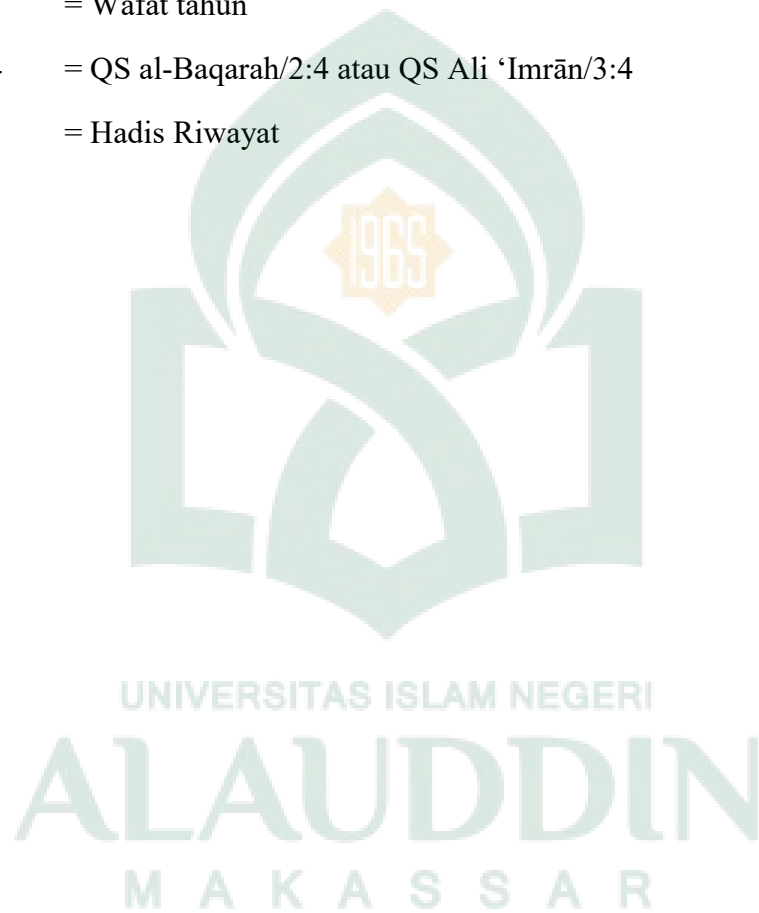 = Wafat tahun
= QS al-Baqarah/2:4 atau QS Ali ‘Imrān/3:4
= Hadis Riwayat
1965
UNIVERSITAS ISLAM NEGERI
ALAUDDIN
MAKASSAR